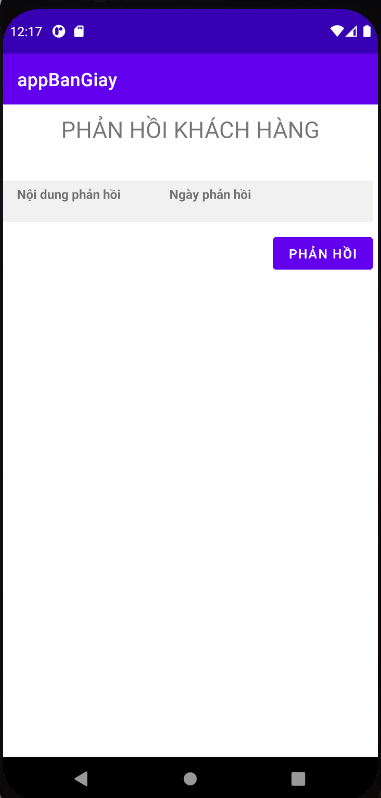 12:17
appBanGiay
PHẢN HỒI KHÁCH HÀNG
Nội dung phản hồi Ngày phản hồi
PHẢN HỒI